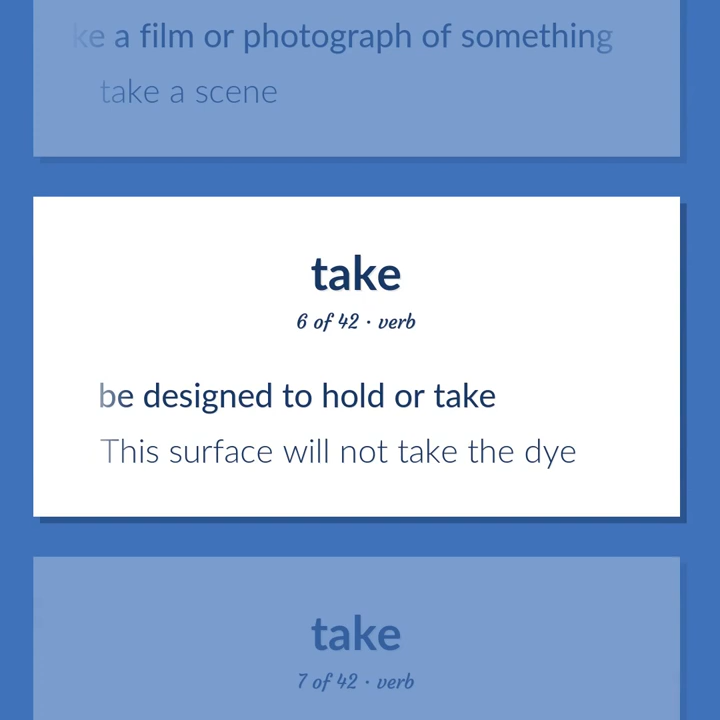 ke a film or photograph of something
take a scene
take
6 of 42 · verb
be designed to hold or take
This surface will not take the dye
take
7 of 42 · verb